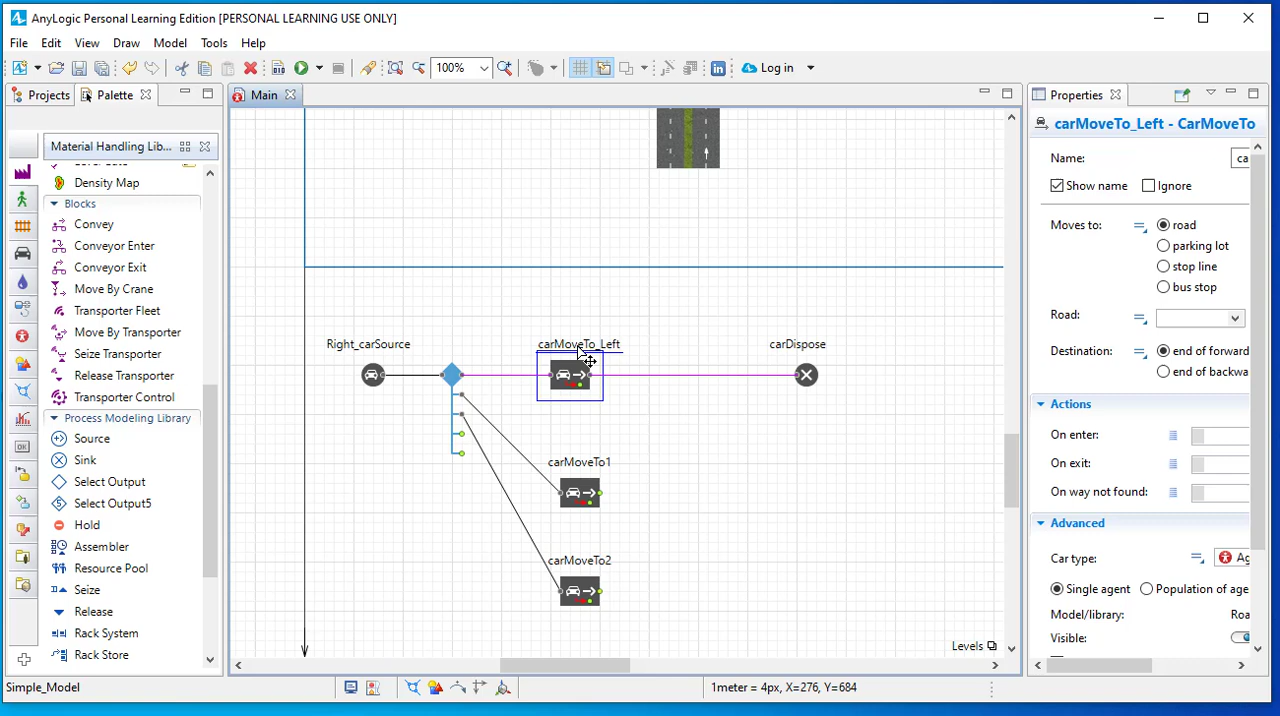 AnyLogic Personal Learning Edition [PERSONAL LEARNING USE ONLY]
File Edit View Draw Model Tools Help
100% Log in
Projects Palette Main Properties
Material Handling Lib...
Density Map
Blocks
Convey
Conveyor Enter
Conveyor Exit
Move By Crane
Transporter Fleet
Move By Transporter
Seize Transporter
Release Transporter
Transporter Control
Process Modeling Library
Source
Sink
Select Output
Select Output5
Hold
Assembler
Resource Pool
Seize
Release
Rack System
Rack Store
Right_carSource
carMoveTo_Left
carDispose
carMoveTo1
carMoveTo2
Levels
carMoveTo_Left - CarMoveTo
Name: ca
Show name Ignore
Moves to: road
parking lot
stop line
bus stop
Road:
Destination: end of forward
end of backwa
Actions
On enter:
On exit:
On way not found:
Advanced
Car type: Ag
Single agent Population of age
Model/library: Roa
Visible:
Simple_Model 1meter = 4px, X=276, Y=684